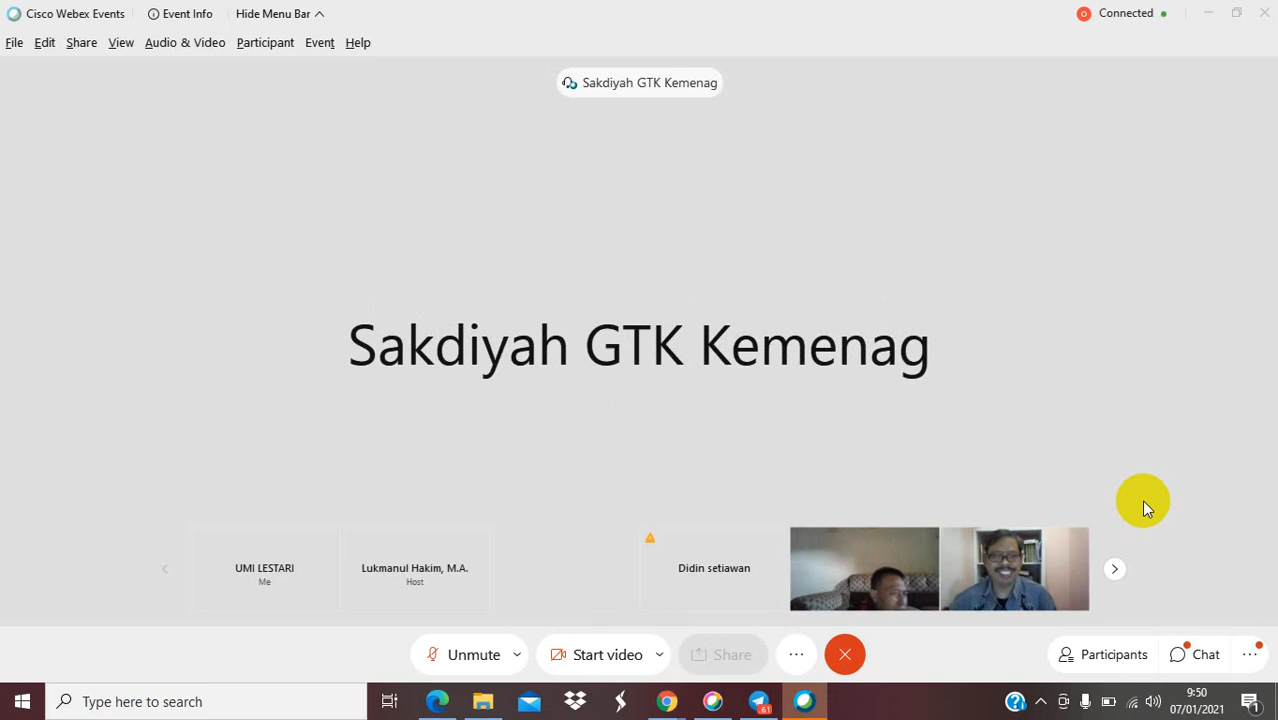 Cisco Webex Events
Event Info
Hide Menu Bar
Connected
File Edit Share View Audio & Video Participant Event Help
Sakdiyah GTK Kemenag
Sakdiyah GTK Kemenag
UMI LESTARI
Me
Lukmanul Hakim, M.A.
Host
Didin setiawan
Unmute
Start video
Share
Participants
Chat
Type here to search
61
9:50
07/01/2021
1